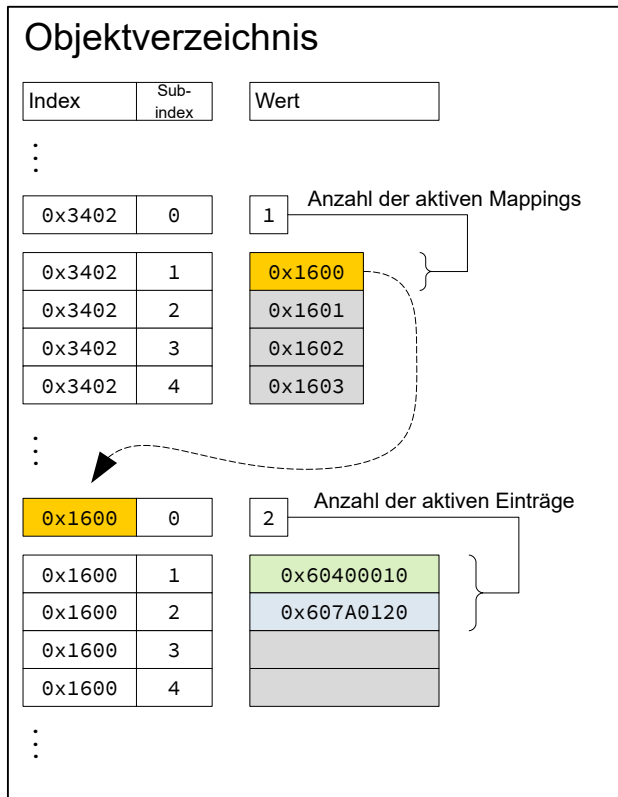 Objektverzeichnis
Index Sub-index Wert
⋮
Anzahl der aktiven Mappings
0x3402 0 1
0x3402 1 0x1600
0x3402 2 0x1601
0x3402 3 0x1602
0x3402 4 0x1603
⋮
Anzahl der aktiven Einträge
0x1600 0 2
0x1600 1 0x60400010
0x1600 2 0x607A0120
0x1600 3
0x1600 4
⋮